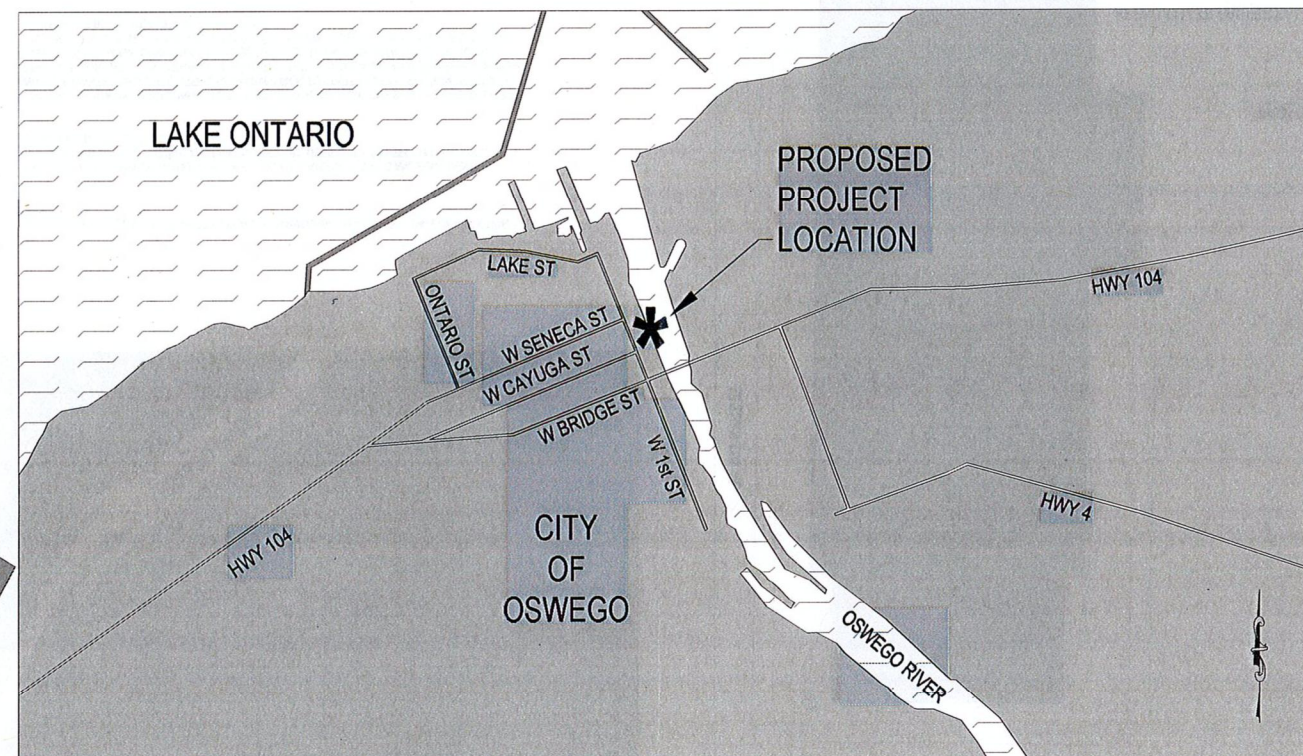 LAKE ONTARIO
PROPOSED
PROJECT
LOCATION
LAKE ST
HWY 104
ONTARIO ST
W SENECA ST
W CAYUGA ST
W BRIDGE ST
W 1st ST
HWY 4
CITY
OF
OSWEGO
HWY 104
OSWEGO RIVER